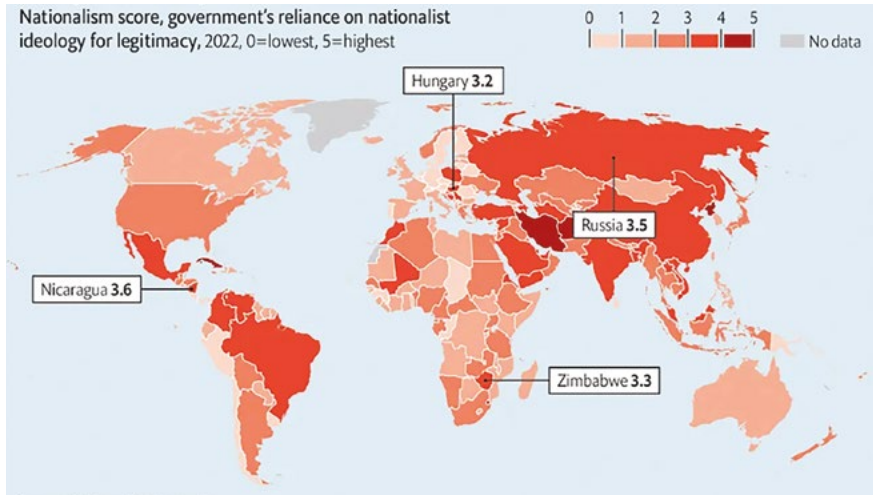 Nationalism score, government's reliance on nationalist
ideology for legitimacy, 2022, 0=lowest, 5=highest
0 1 2 3 4 5
No data
Hungary 3.2
Russia 3.5
Nicaragua 3.6
Zimbabwe 3.3